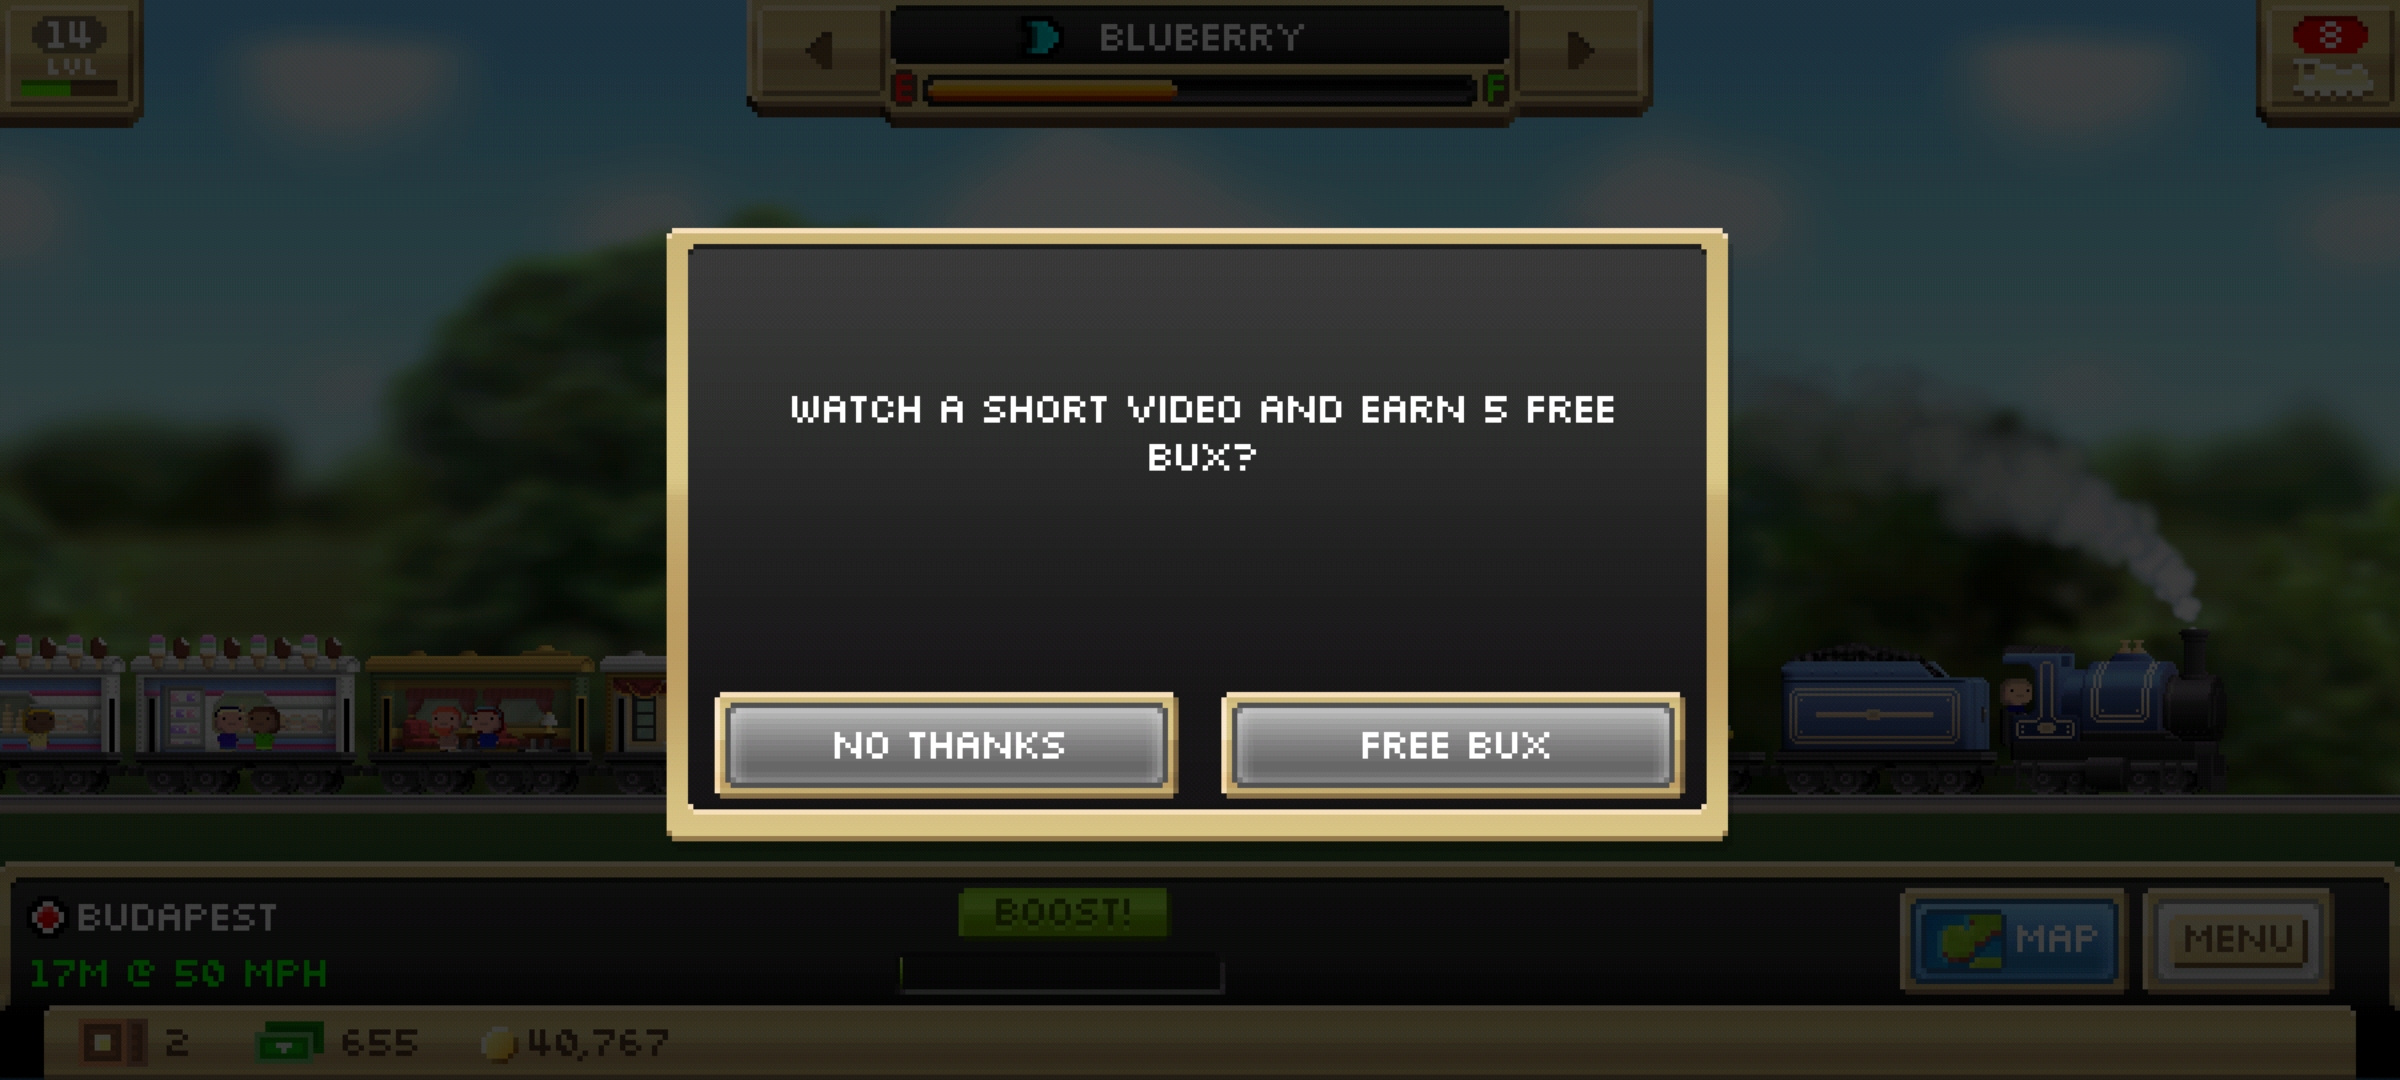 14
LVL
BLUBERRY
E F
8
WATCH A SHORT VIDEO AND EARN 5 FREE
BUX?
NO THANKS
FREE BUX
BUDAPEST
17M @ 50 MPH
BOOST!
MAP
MENU
2 655 40,767